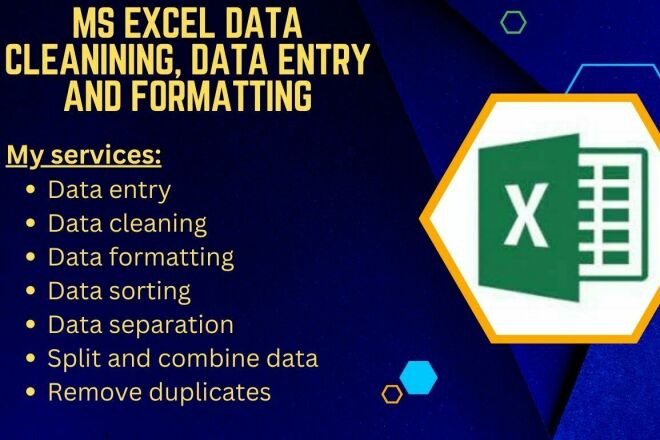 MS EXCEL DATA
CLEANINING, DATA ENTRY
AND FORMATTING
My services:
• Data entry
• Data cleaning
• Data formatting
• Data sorting
• Data separation
• Split and combine data
• Remove duplicates
X